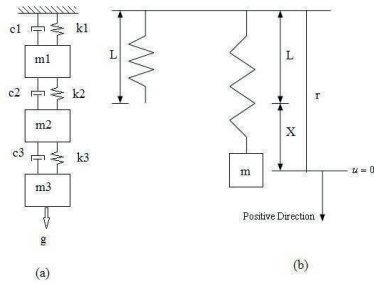 c1
k1
m1
c2
k2
m2
c3
k3
m3
g
(a)
L
L
r
X
m
u = 0
Positive Direction
(b)